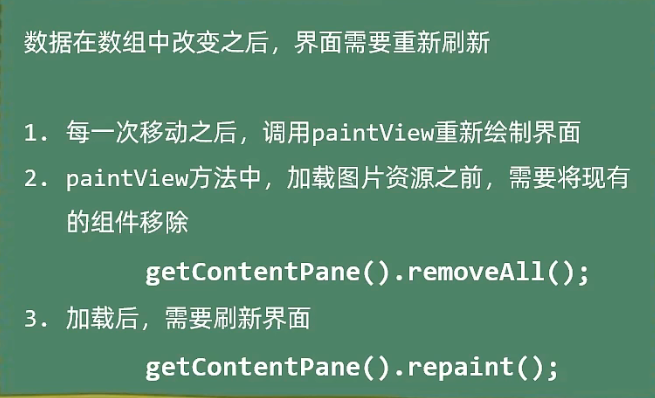 数据在数组中改变之后，界面需要重新刷新
1. 每一次移动之后，调用paintView重新绘制界面
2. paintView方法中，加载图片资源之前，需要将现有
的组件移除
getContentPane().removeAll();
3. 加载后，需要刷新界面
getContentPane().repaint();